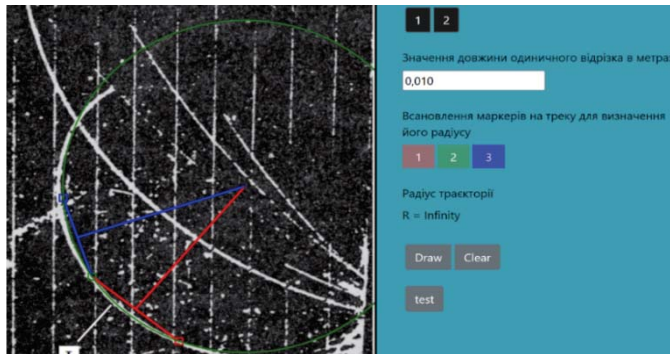 1 2
Значення довжини одиничного відрізка в метрах
0,010
Всановлення маркерів на треку для визначення
його радіусу
1 2 3
Радіус траєкторії
R = Infinity
Draw Clear
test
I